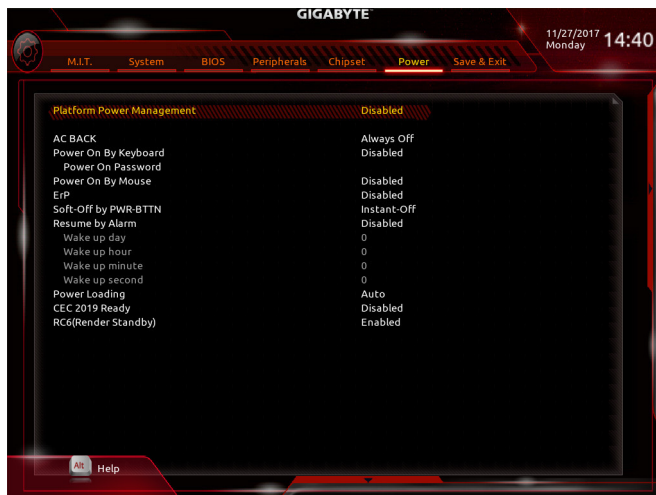 GIGABYTE™
11/27/2017 Monday 14:40
M.I.T. System BIOS Peripherals Chipset Power Save & Exit
Platform Power Management Disabled
AC BACK Always Off
Power On By Keyboard Disabled
Power On Password
Power On By Mouse Disabled
ErP Disabled
Soft-Off by PWR-BTTN Instant-Off
Resume by Alarm Disabled
Wake up day 0
Wake up hour 0
Wake up minute 0
Wake up second 0
Power Loading Auto
CEC 2019 Ready Disabled
RC6(Render Standby) Enabled
Alt Help